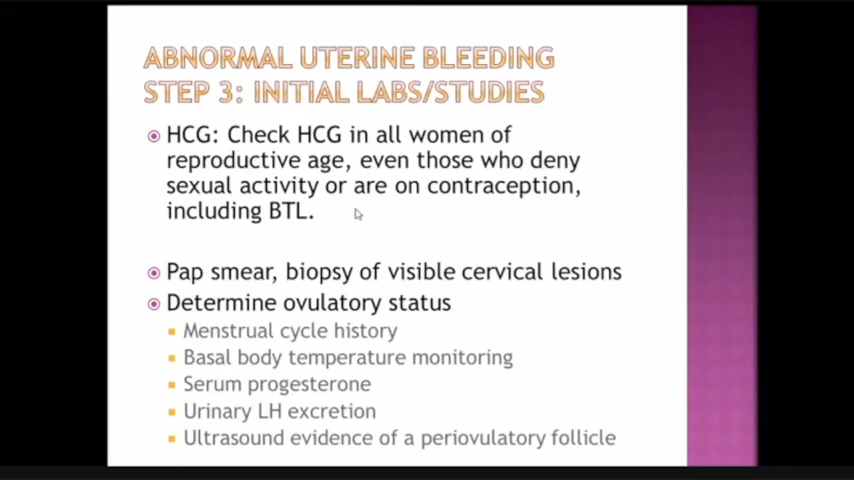 ABNORMAL UTERINE BLEEDING
STEP 3: INITIAL LABS/STUDIES
HCG: Check HCG in all women of
reproductive age, even those who deny
sexual activity or are on contraception,
including BTL.
Pap smear, biopsy of visible cervical lesions
Determine ovulatory status
Menstrual cycle history
Basal body temperature monitoring
Serum progesterone
Urinary LH excretion
Ultrasound evidence of a periovulatory follicle